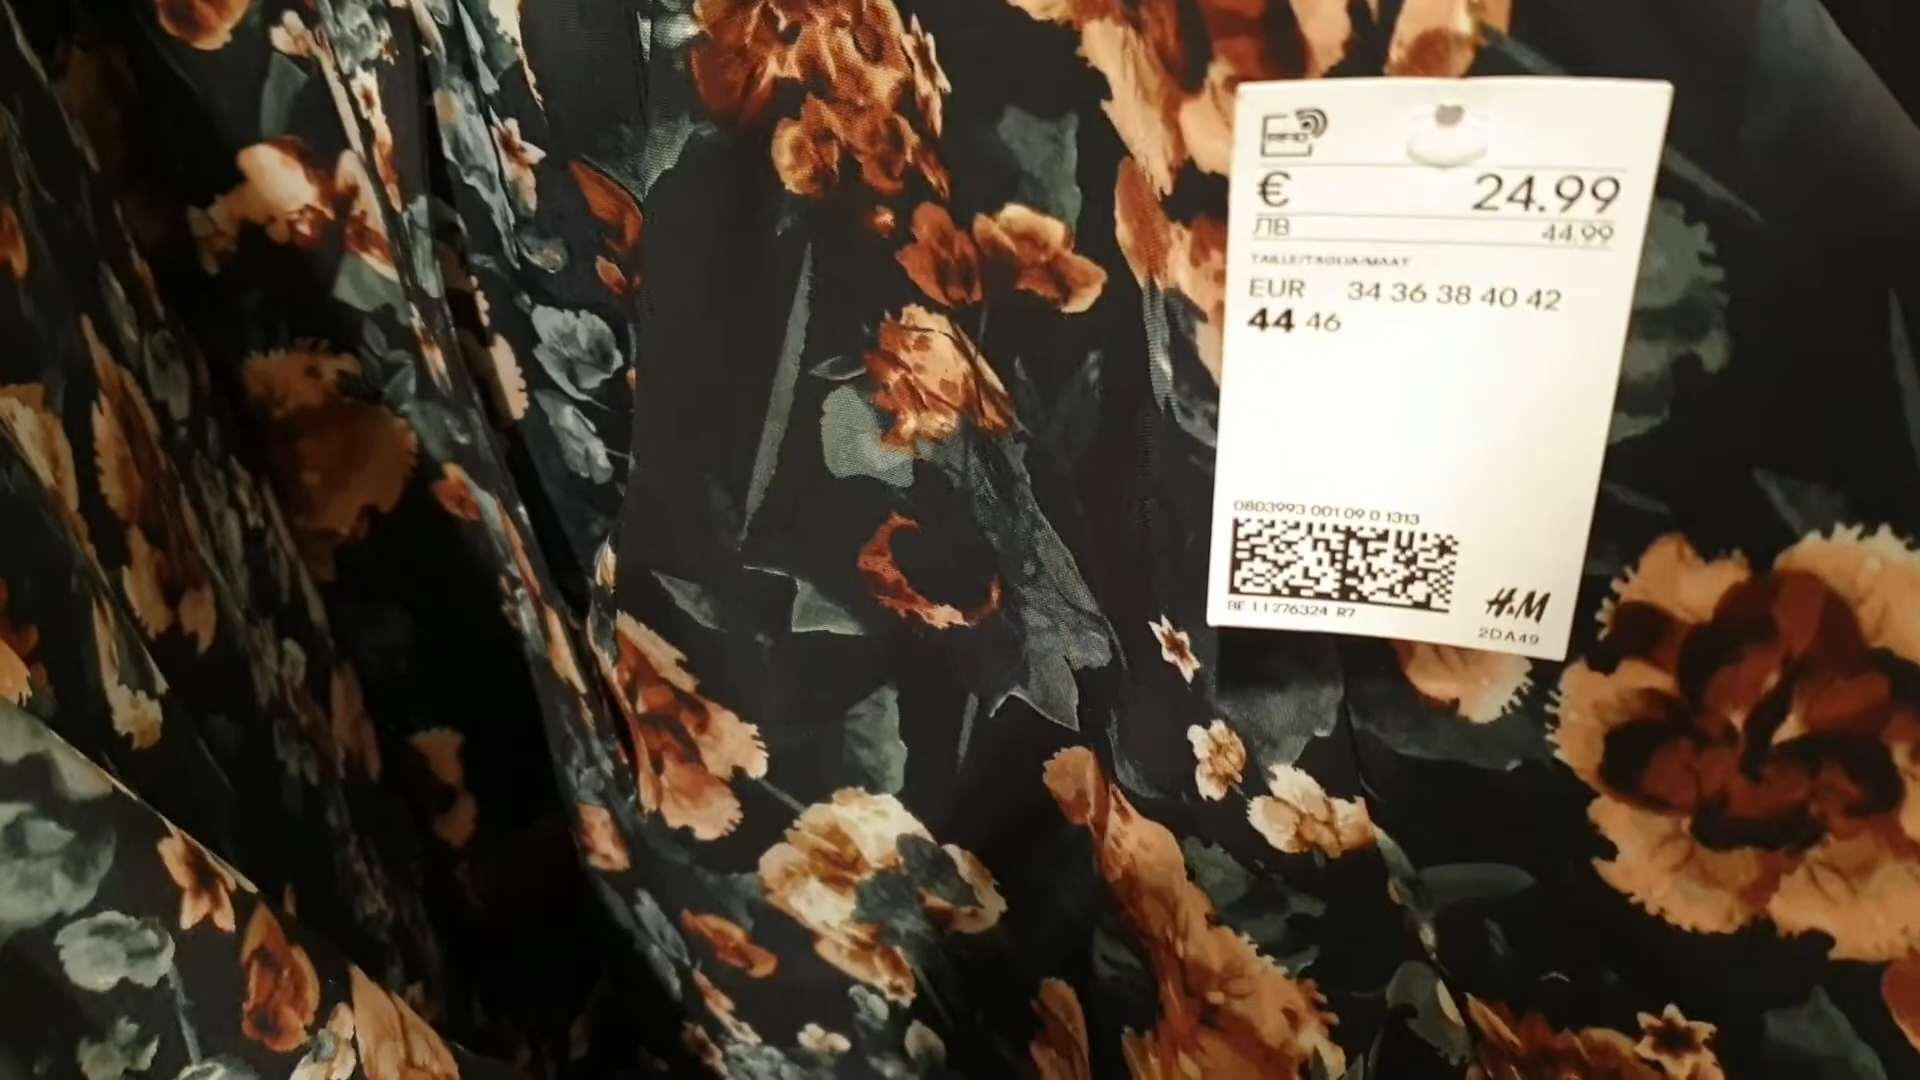 € 24.99
ЛВ 44.99
TAILLE/TAGLIA/MAAT
EUR 34 36 38 40 42
44 46
0803993 001 09 0 1313
BE 11276324 R7
H&M
2DA49